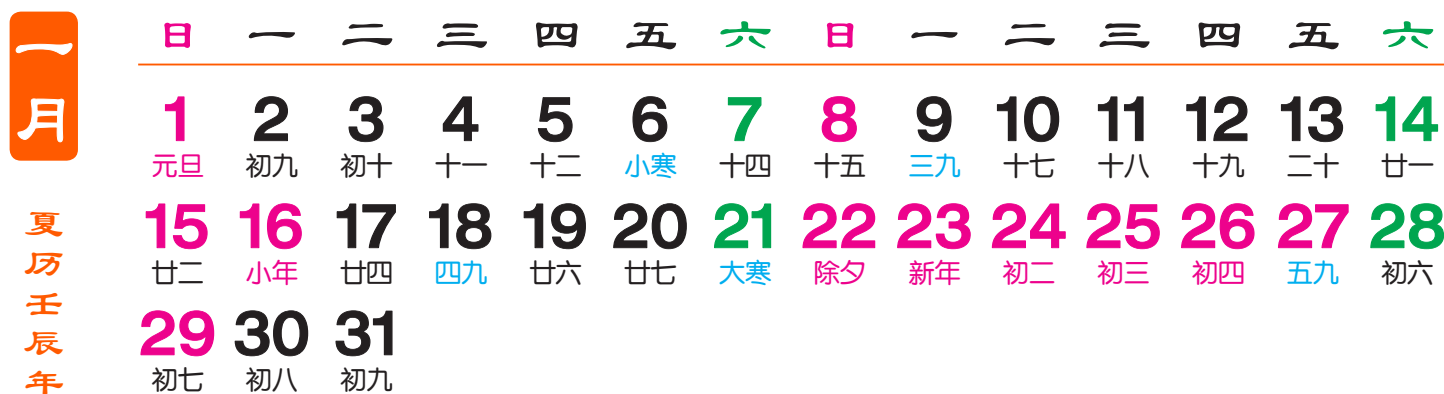 一月
日 一 二 三 四 五 六 日 一 二 三 四 五 六
1 2 3 4 5 6 7 8 9 10 11 12 13 14
元旦 初九 初十 十一 十二 小寒 十四 十五 三九 十七 十八 十九 二十 廿一
夏历壬辰年
15 16 17 18 19 20 21 22 23 24 25 26 27 28
廿二 小年 廿四 四九 廿六 廿七 大寒 除夕 新年 初二 初三 初四 五九 初六
29 30 31
初七 初八 初九